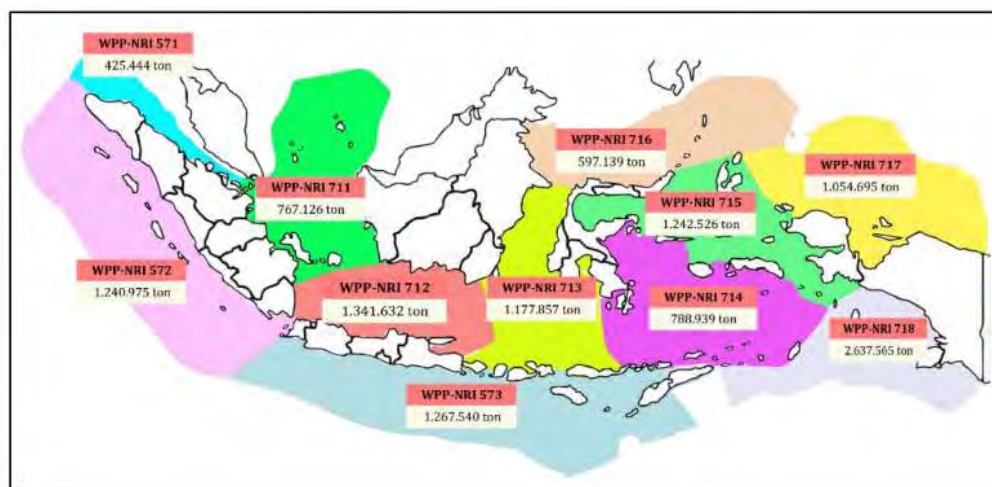 WPP-NRI 571
425.444 ton
WPP-NRI 716
597.139 ton
WPP-NRI 717
1.054.695 ton
WPP-NRI 711
767.126 ton
WPP-NRI 715
1.242.526 ton
WPP-NRI 572
1.240.975 ton
WPP-NRI 712
1.341.632 ton
WPP-NRI 713
1.177.857 ton
WPP-NRI 714
788.939 ton
WPP-NRI 718
2.637.565 ton
WPP-NRI 573
1.267.540 ton